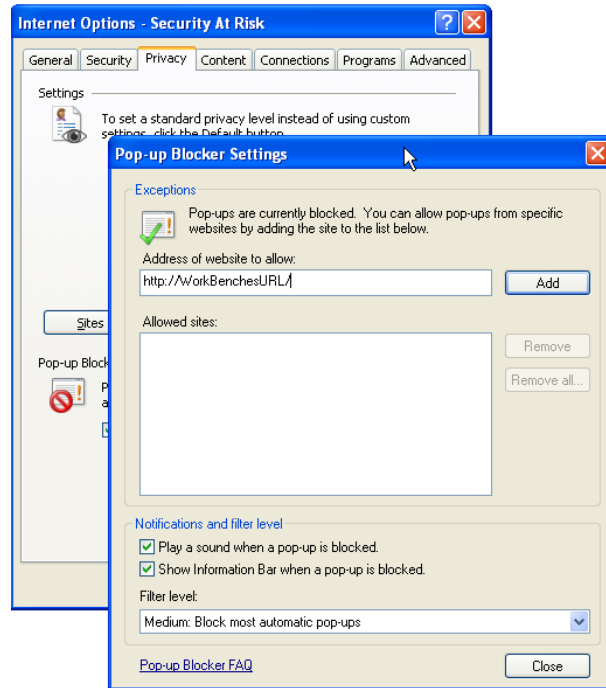 Internet Options - Security At Risk
General Security Privacy Content Connections Programs Advanced
Settings
To set a standard privacy level instead of using custom
settings, click the Default button.
Pop-up Blocker Settings
Exceptions
Pop-ups are currently blocked. You can allow pop-ups from specific
websites by adding the site to the list below.
Address of website to allow:
http://WorkBenchesURL/
Add
Sites
Allowed sites:
Remove
Remove all...
Pop-up Block
P
a
Notifications and filter level
Play a sound when a pop-up is blocked.
Show Information Bar when a pop-up is blocked.
Filter level:
Medium: Block most automatic pop-ups
Pop-up Blocker FAQ
Close